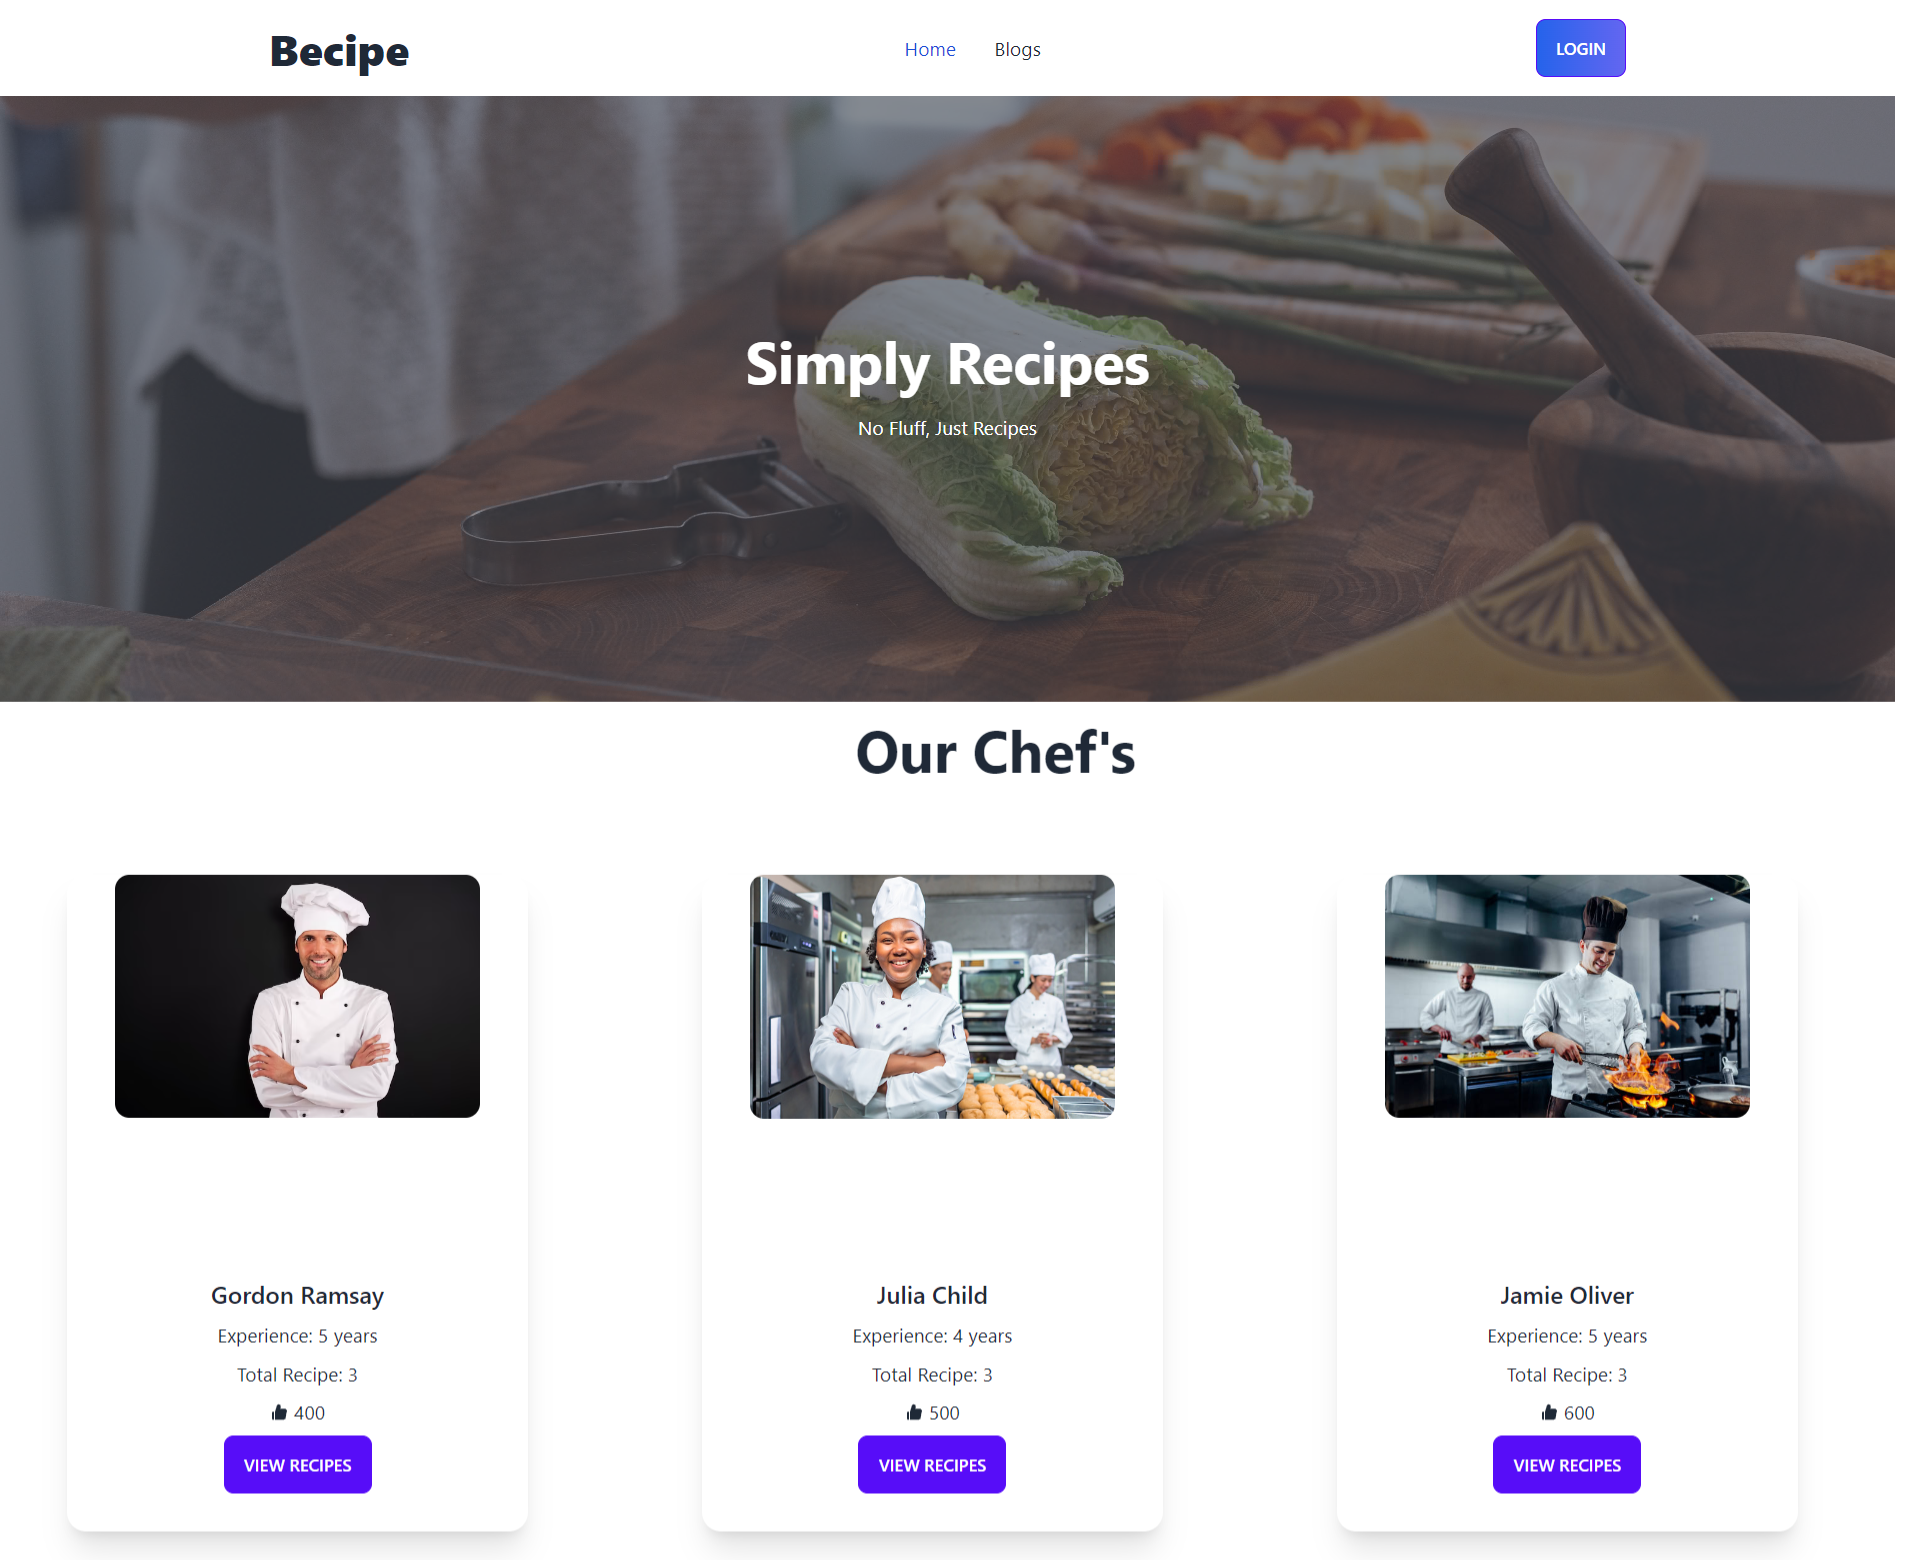 Becipe
Home
Blogs
LOGIN
Simply Recipes
No Fluff, Just Recipes
Our Chef's
Gordon Ramsay
Experience: 5 years
Total Recipe: 3
400
VIEW RECIPES
Julia Child
Experience: 4 years
Total Recipe: 3
500
VIEW RECIPES
Jamie Oliver
Experience: 5 years
Total Recipe: 3
600
VIEW RECIPES